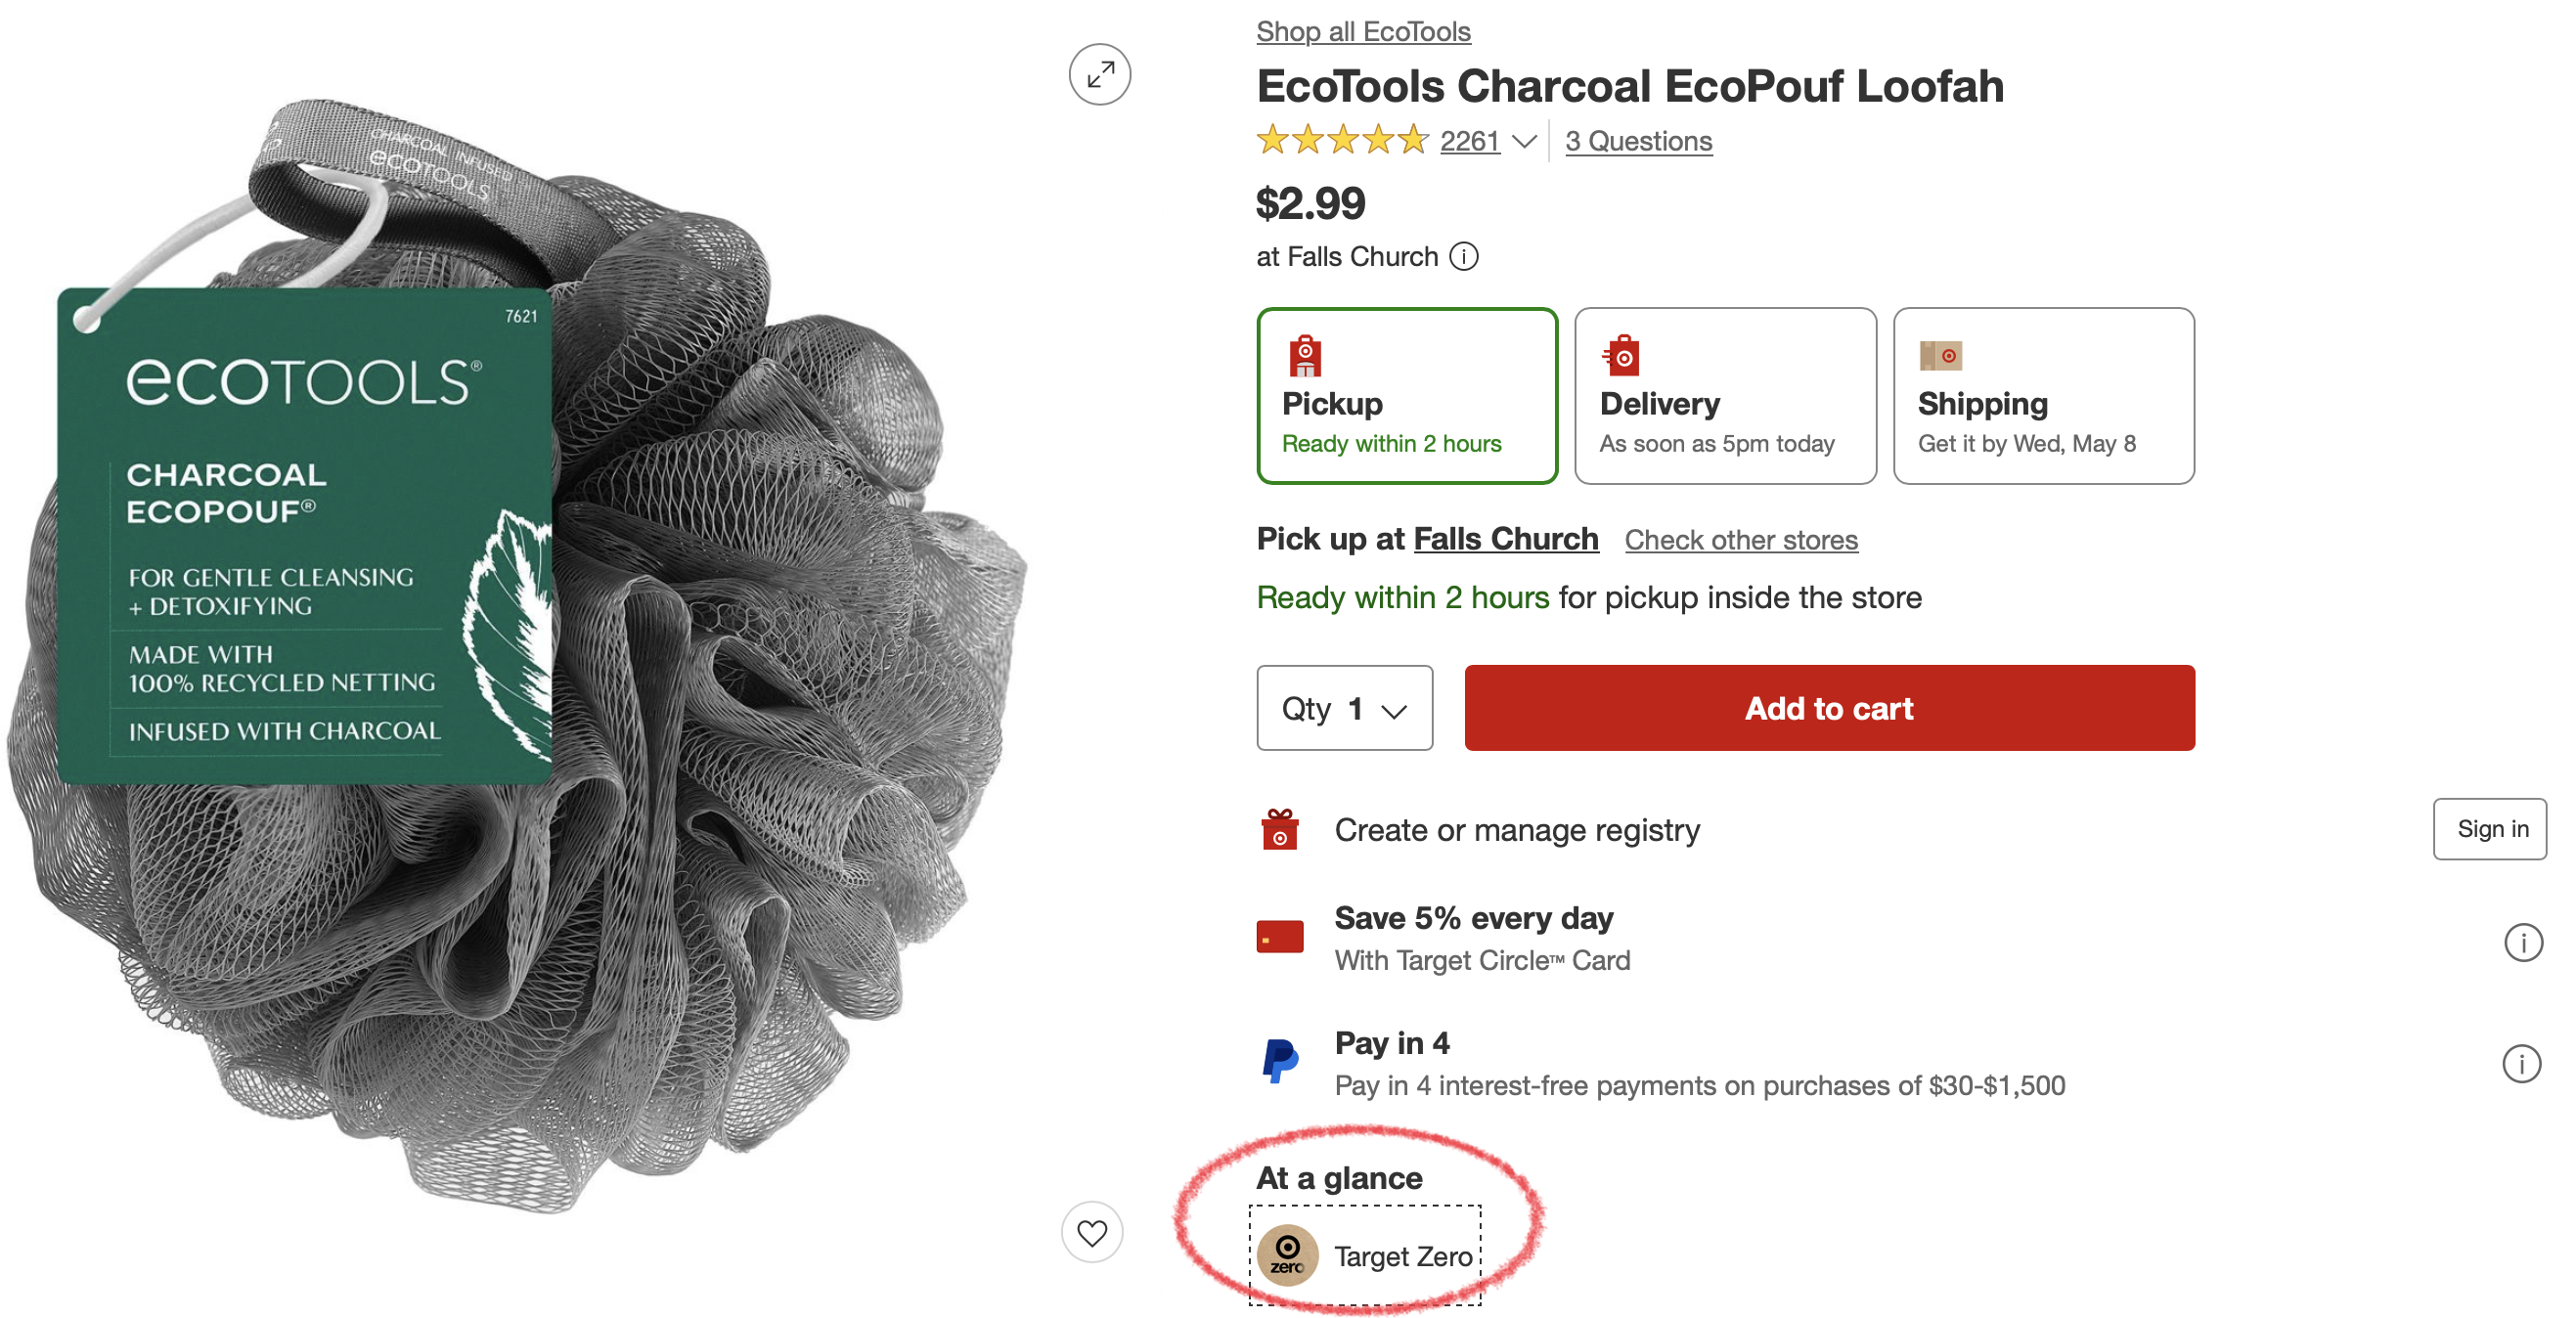 CHARCOAL INFUSED
ecoTOOLS
7621
ecoTOOLS®
CHARCOAL
ECOPOUF®
FOR GENTLE CLEANSING
+ DETOXIFYING
MADE WITH
100% RECYCLED NETTING
INFUSED WITH CHARCOAL
Shop all EcoTools
EcoTools Charcoal EcoPouf Loofah
2261
3 Questions
$2.99
at Falls Church
Pickup
Ready within 2 hours
Delivery
As soon as 5pm today
Shipping
Get it by Wed, May 8
Pick up at Falls Church Check other stores
Ready within 2 hours for pickup inside the store
Qty 1
Add to cart
Create or manage registry
Sign in
Save 5% every day
With Target Circle™ Card
Pay in 4
Pay in 4 interest-free payments on purchases of $30-$1,500
At a glance
zero
Target Zero